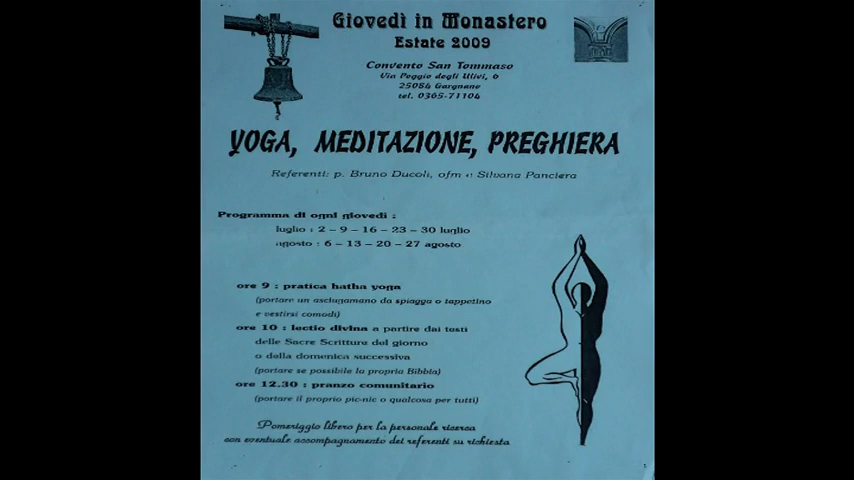 Giovedì in Monastero
Estate 2009
Convento San Tommaso
Via Poggio degli Ulivi, 6
25084 Gargnano
tel. 0365-71104
YOGA, MEDITAZIONE, PREGHIERA
Referenti: p. Bruno Ducoli, ofm et Silvana Panciera
Programma di ogni giovedì :
luglio : 2 – 9 – 16 – 23 – 30 luglio
agosto : 6 – 13 – 20 – 27 agosto
ore 9 : pratica hatha yoga
(portare un asciugamano da spiagga o tappetino
e vestirsi comodi)
ore 10 : lectio divina a partire dai testi
delle Sacre Scritture del giorno
o della domenica successiva
(portare se possibile la propria Bibbia)
ore 12.30 : pranzo comunitario
(portare il proprio pic-nic o qualcosa per tutti)
Pomeriggio libero per la personale ricerca
con eventuale accompagnamento dei referenti su richiesta